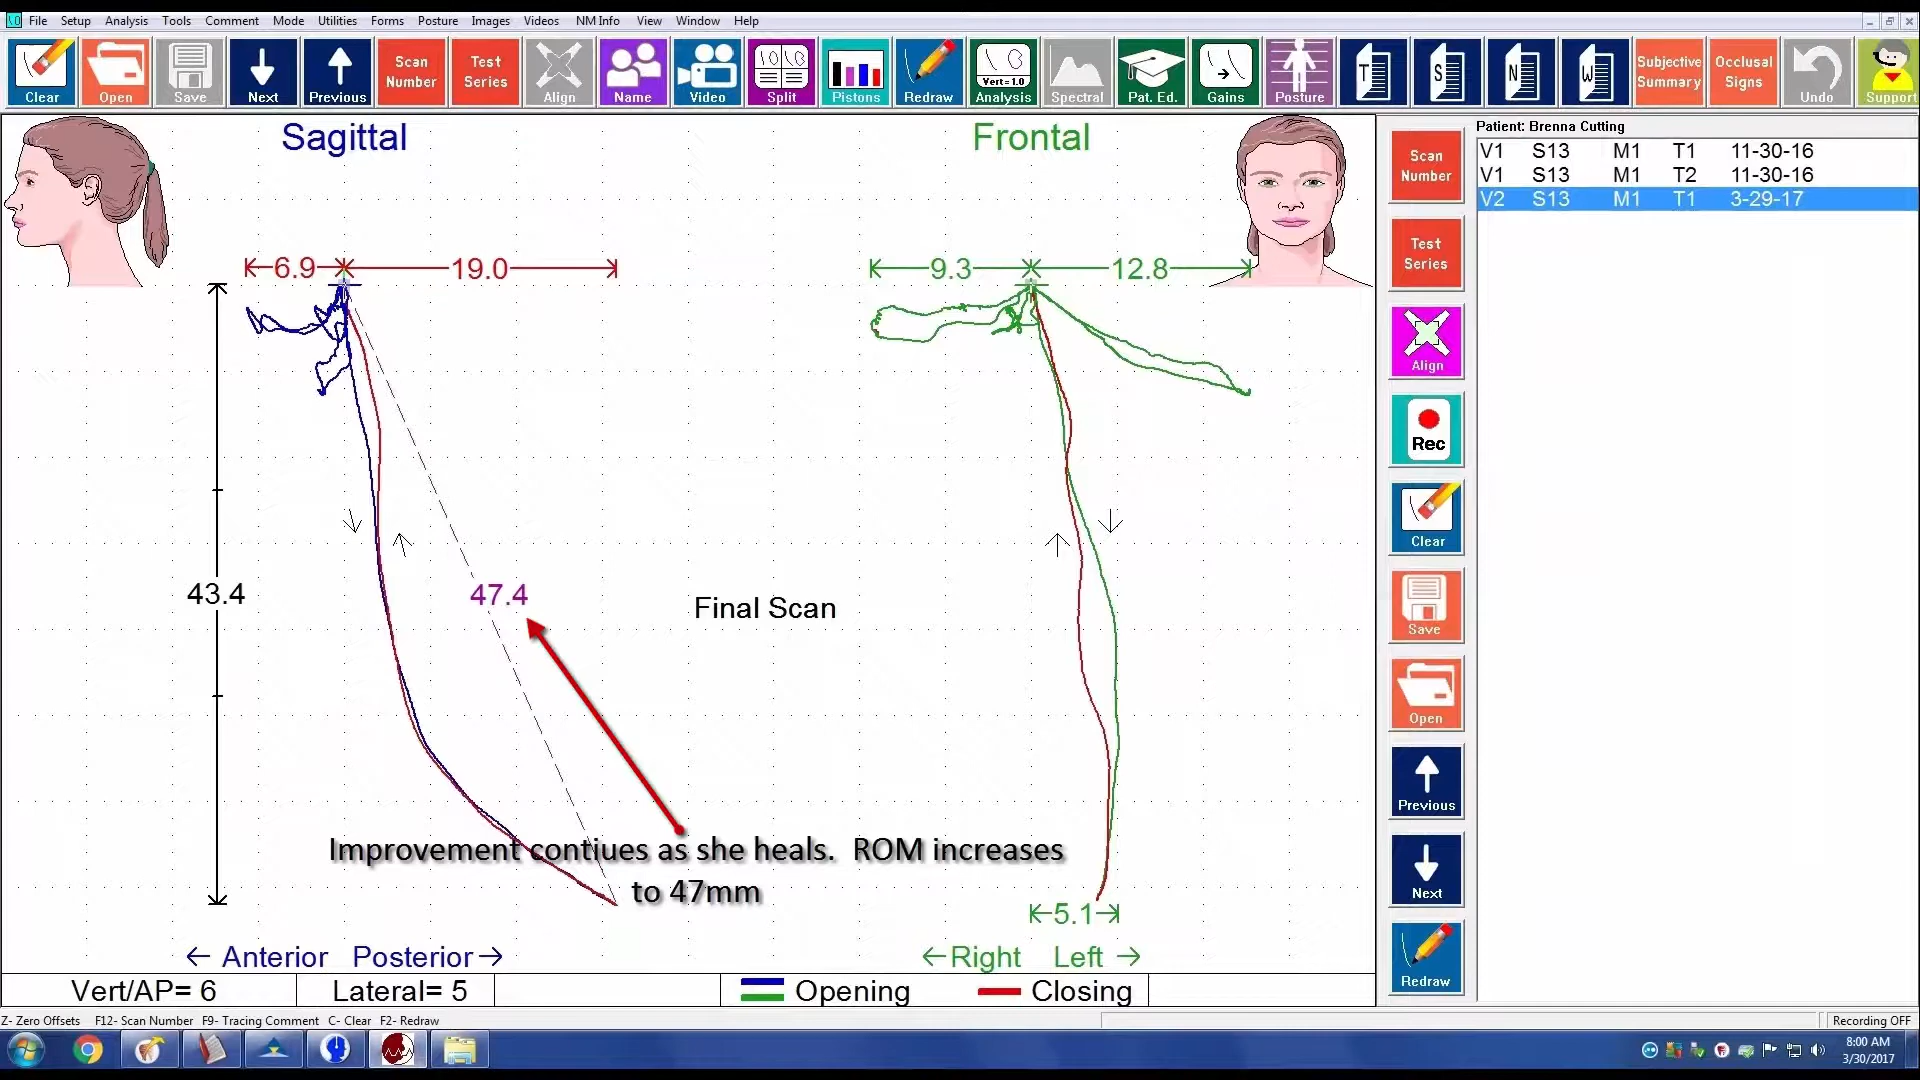 File Setup Analysis Tools Comment Mode Utilities Forms Posture Images Videos NM Info View Window Help
Clear Open Save Next Previous Scan Number Test Series Align Name Video Split Pistons Redraw Vert=1.0 Analysis Spectral Pat. Ed. Gains Posture T S N W Subjective Summary Occlusal Signs Undo Support
Sagittal
Frontal
6.9 19.0
9.3 12.8
43.4
47.4
Final Scan
Improvement contiues as she heals. ROM increases
to 47mm
5.1
← Anterior Posterior →
← Right Left →
Vert/AP= 6 Lateral= 5 Opening Closing
Scan
Number
Test
Series
Align
Rec
Clear
Save
Open
Previous
Next
Redraw
Patient: Brenna Cutting
V1 S13 M1 T1 11-30-16
V1 S13 M1 T2 11-30-16
V2 S13 M1 T1 3-29-17
Z- Zero Offsets F12- Scan Number F9- Tracing Comment C- Clear F2- Redraw
Recording OFF
8:00 AM
3/30/2017